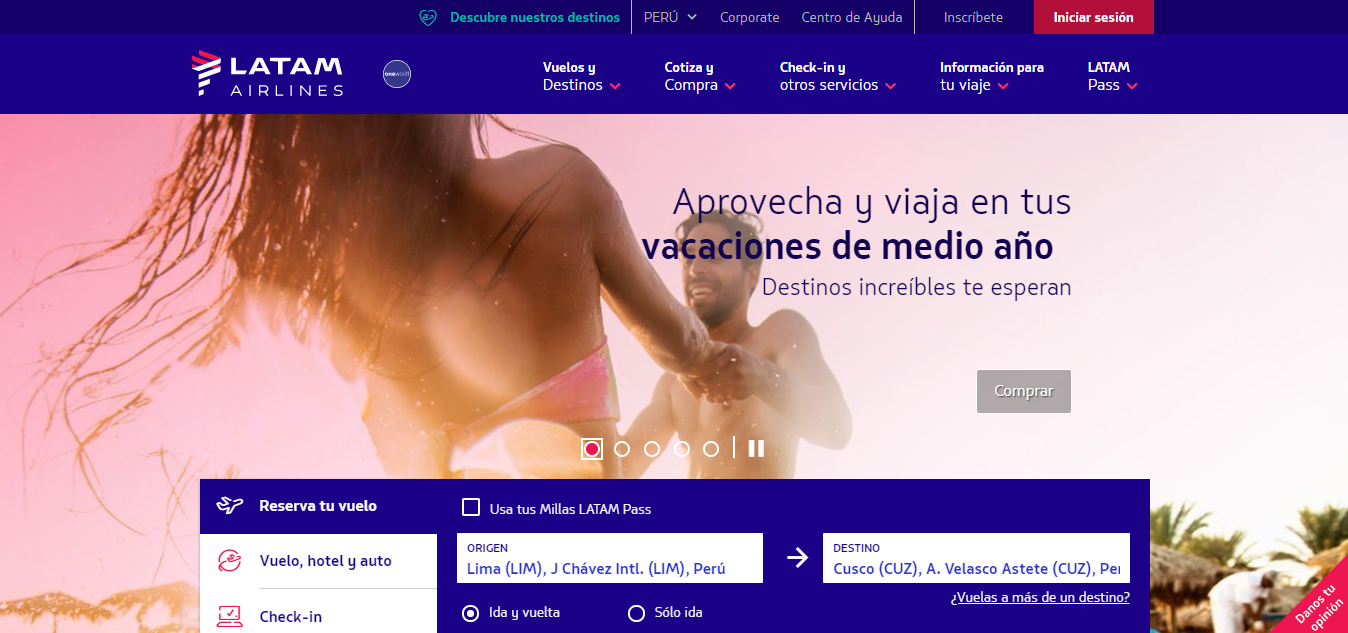 Descubre nuestros destinos
PERÚ
Corporate
Centro de Ayuda
Inscríbete
Iniciar sesión
LATAM
AIRLINES
oneworld
Vuelos y
Destinos
Cotiza y
Compra
Check-in y
otros servicios
Información para
tu viaje
LATAM
Pass
Aprovecha y viaja en tus
vacaciones de medio año
Destinos increíbles te esperan
Comprar
Reserva tu vuelo
Vuelo, hotel y auto
Check-in
Usa tus Millas LATAM Pass
ORIGEN
Lima (LIM), J Chávez Intl. (LIM), Perú
DESTINO
Cusco (CUZ), A. Velasco Astete (CUZ), Per
¿Vuelas a más de un destino?
Ida y vuelta
Sólo ida
Danos tu
opinión